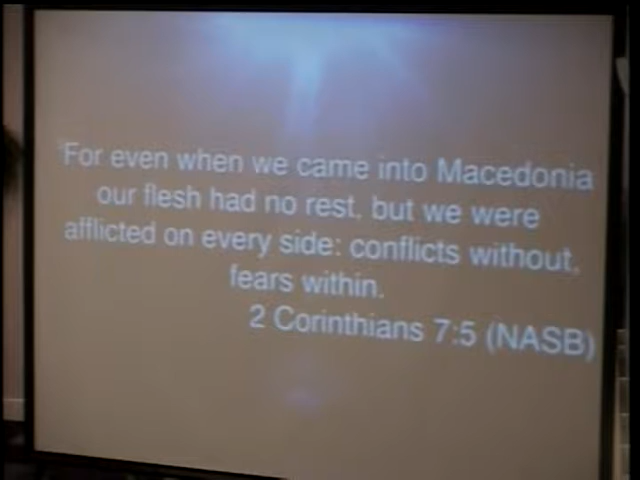 "For even when we came into Macedonia
our flesh had no rest, but we were
afflicted on every side: conflicts without,
fears within.
2 Corinthians 7:5 (NASB)